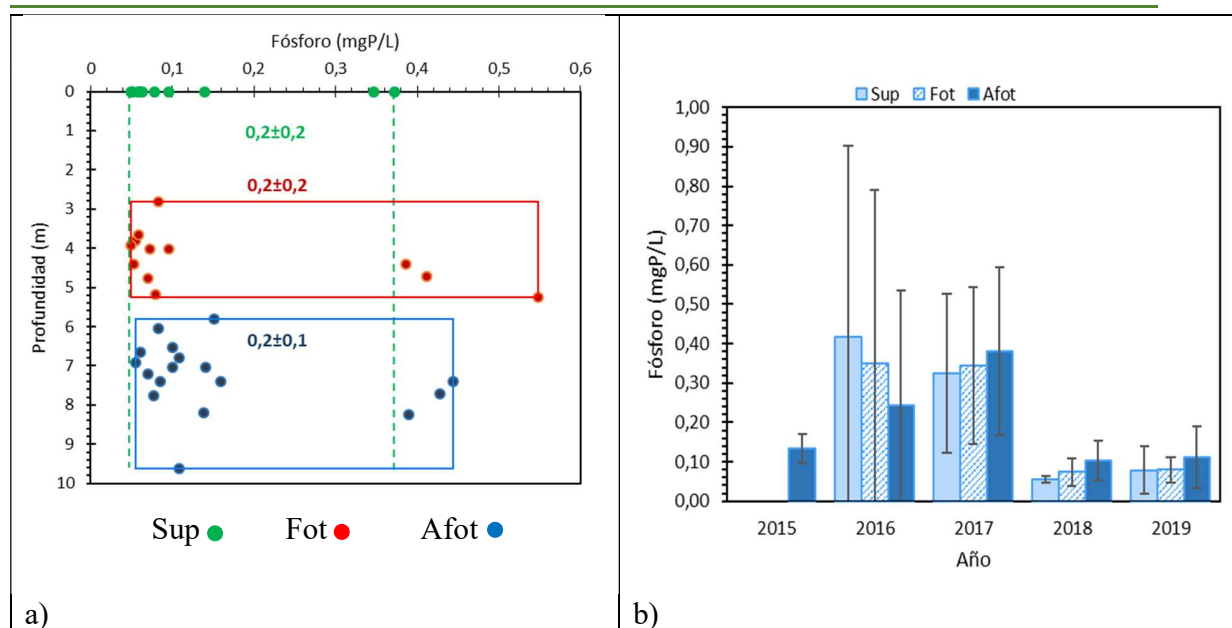 Fósforo (mgP/L)
0 0,1 0,2 0,3 0,4 0,5 0,6
Profundidad (m)
0
1
2
3
4
5
6
7
8
9
10
0,2±0,2
0,2±0,2
0,2±0,1
Sup Fot Afot
a)
Sup Fot Afot
Fósforo (mgP/L)
1,00
0,90
0,80
0,70
0,60
0,50
0,40
0,30
0,20
0,10
0,00
2015 2016 2017 2018 2019
Año
b)